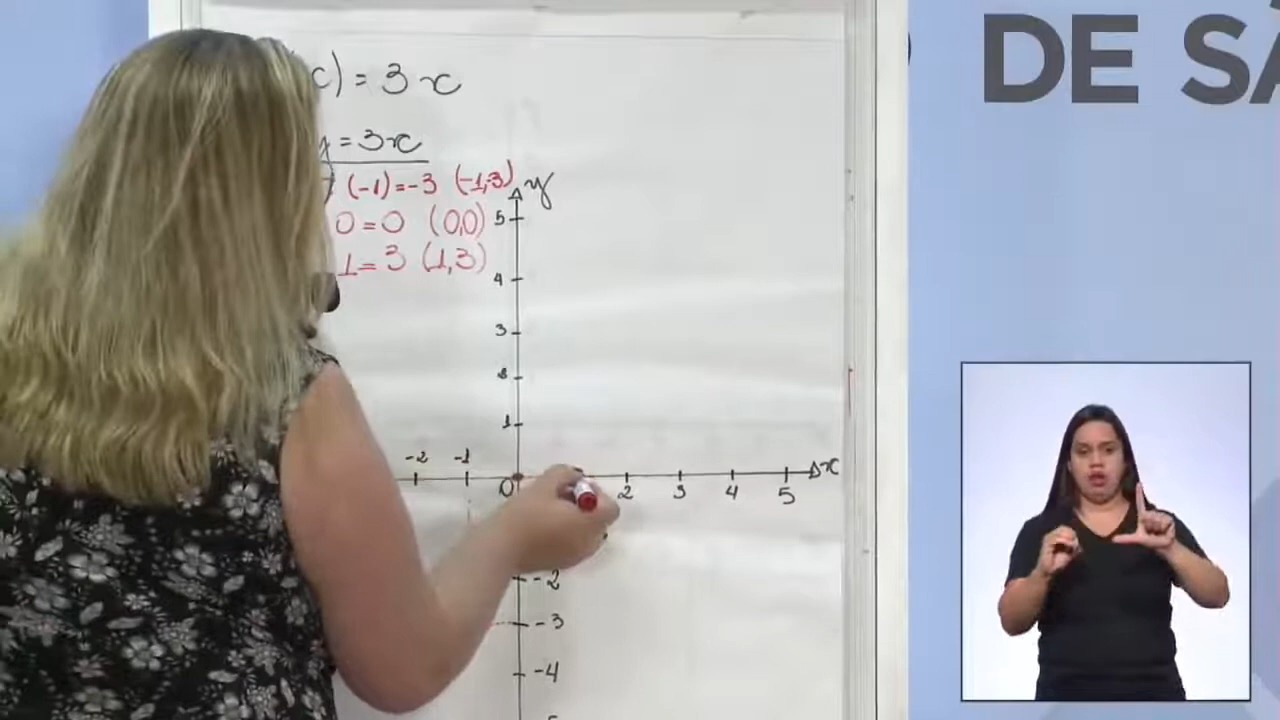 ) = 3x
y = 3x
(-1) = -3 (-1,-3)
0 = 0 (0,0)
1 = 3 (1,3)
y
5
4
3
2
1
-2 -1
0 2 3 4 5
x
-2
-3
-4
DE SÃ